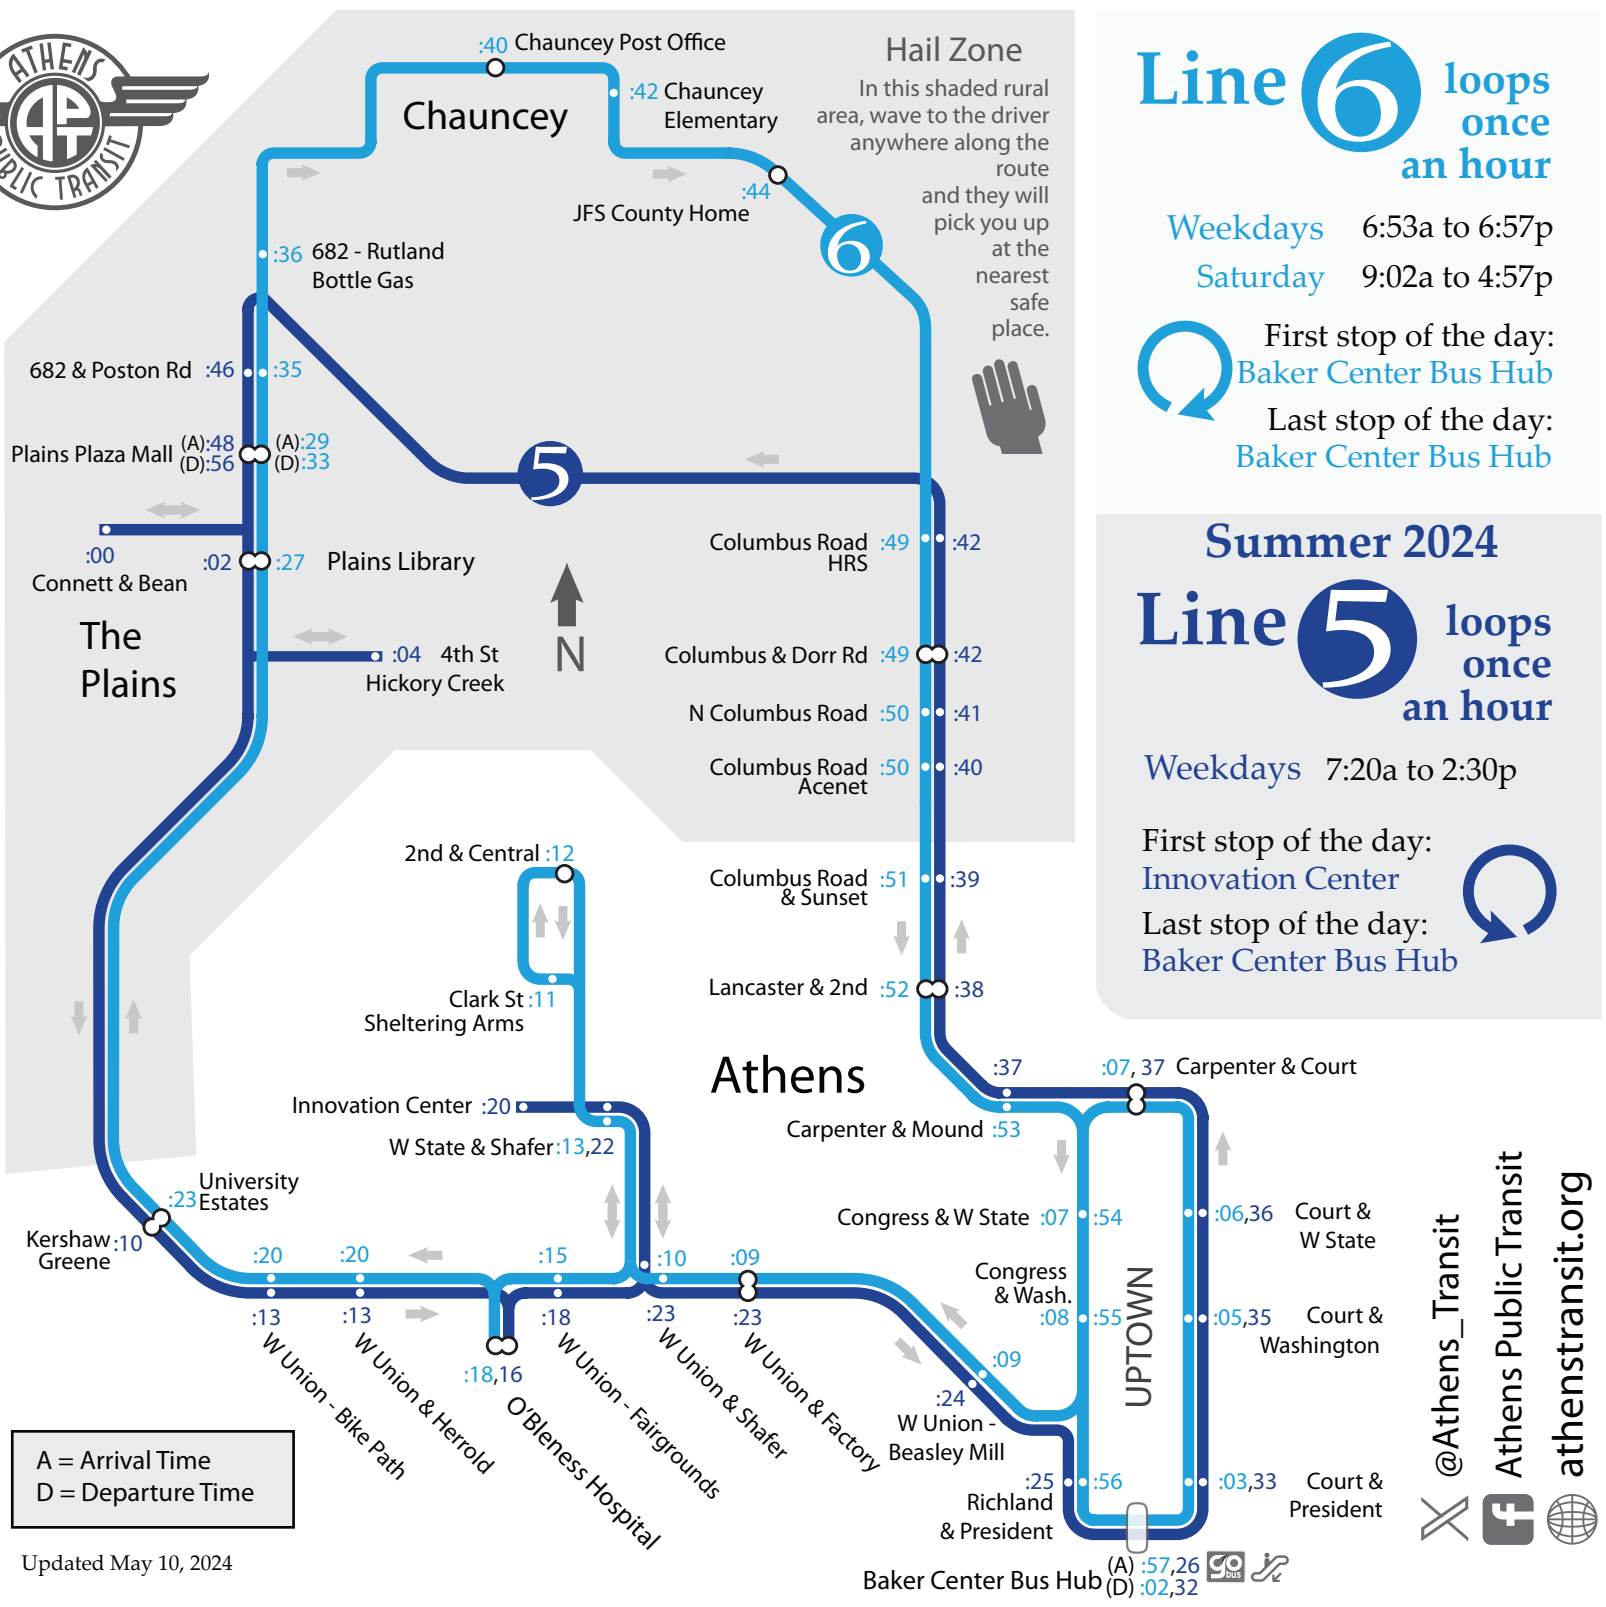 ATHENS
APT
PUBLIC TRANSIT
:40 Chauncey Post Office
Chauncey
:42 Chauncey
Elementary
:44
JFS County Home
Hail Zone
In this shaded rural
area, wave to the driver
anywhere along the
route
and they will
pick you up
at the
nearest
safe
place.
6
:36 682 - Rutland
Bottle Gas
682 & Poston Rd :46 :35
Plains Plaza Mall (A):48 (A):29
(D):56 (D):33
5
:00
Connett & Bean
:02 :27 Plains Library
The
Plains
:04 4th St
Hickory Creek
N
Columbus Road :49 :42
HRS
Columbus & Dorr Rd :49 :42
N Columbus Road :50 :41
Columbus Road :50 :40
Acenet
Columbus Road :51 :39
& Sunset
Lancaster & 2nd :52 :38
2nd & Central :12
Clark St :11
Sheltering Arms
Athens
Innovation Center :20
W State & Shafer :13,22
:37
:07, 37 Carpenter & Court
Carpenter & Mound :53
University
:23 Estates
Kershaw :10
Greene
:20
:20
:15
:10
:09
:13
:13
:18
:23
:23
:18,16
W Union - Bike Path
W Union & Herrold
O'Bleness Hospital
W Union - Fairgrounds
W Union & Shafer
W Union & Factory
Congress & W State :07 :54
:06,36 Court &
W State
Congress
& Wash.
:08 :55
:05,35 Court &
Washington
UPTOWN
:09
:24
W Union -
Beasley Mill
:25 :56
Richland
& President
:03,33 Court &
President
Baker Center Bus Hub (A) :57,26
(D) :02,32
go
bus
A = Arrival Time
D = Departure Time
Updated May 10, 2024
Line 6 loops
once
an hour
Weekdays 6:53a to 6:57p
Saturday 9:02a to 4:57p
First stop of the day:
Baker Center Bus Hub
Last stop of the day:
Baker Center Bus Hub
Summer 2024
Line 5 loops
once
an hour
Weekdays 7:20a to 2:30p
First stop of the day:
Innovation Center
Last stop of the day:
Baker Center Bus Hub
@Athens_Transit
Athens Public Transit
athenstransit.org